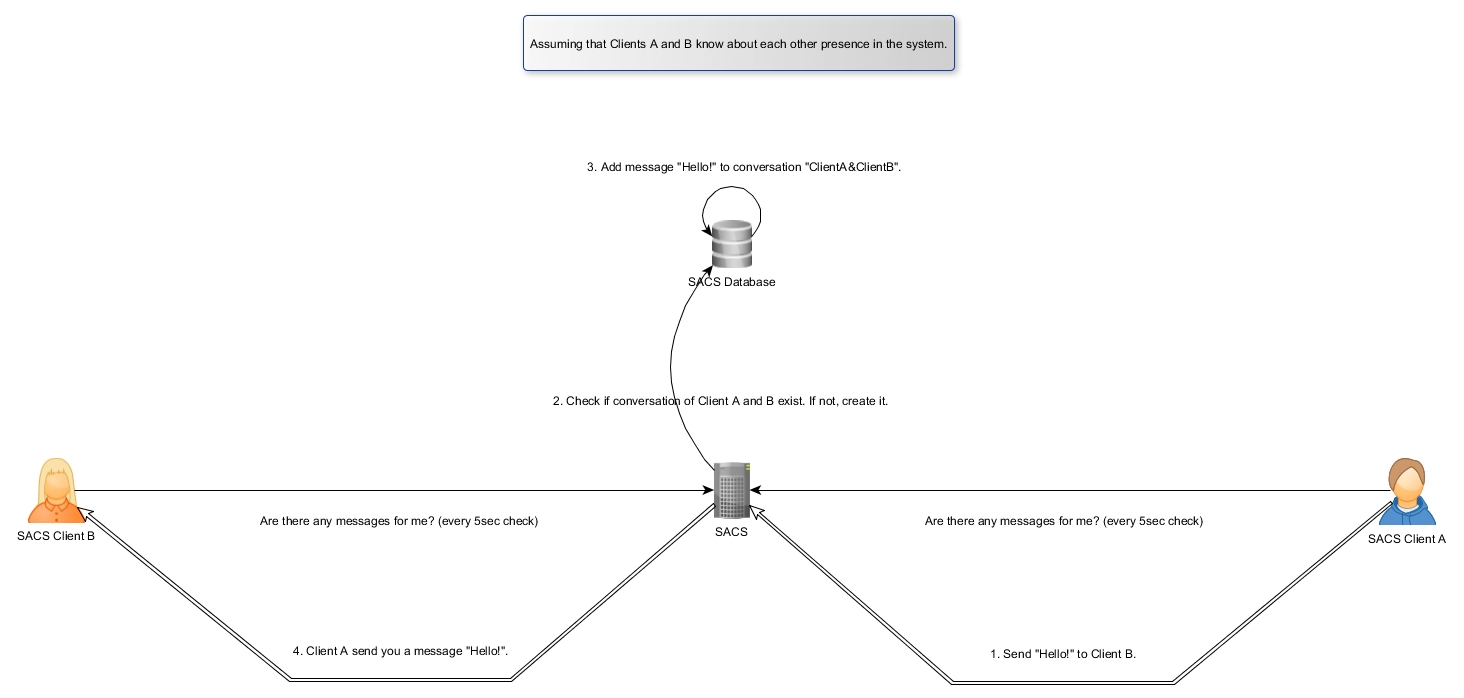 Assuming that Clients A and B know about each other presence in the system.
3. Add message "Hello!" to conversation "ClientA&ClientB".
SACS Database
2. Check if conversation of Client A and B exist. If not, create it.
Are there any messages for me? (every 5sec check)
Are there any messages for me? (every 5sec check)
SACS Client B
SACS
SACS Client A
4. Client A send you a message "Hello!".
1. Send "Hello!" to Client B.